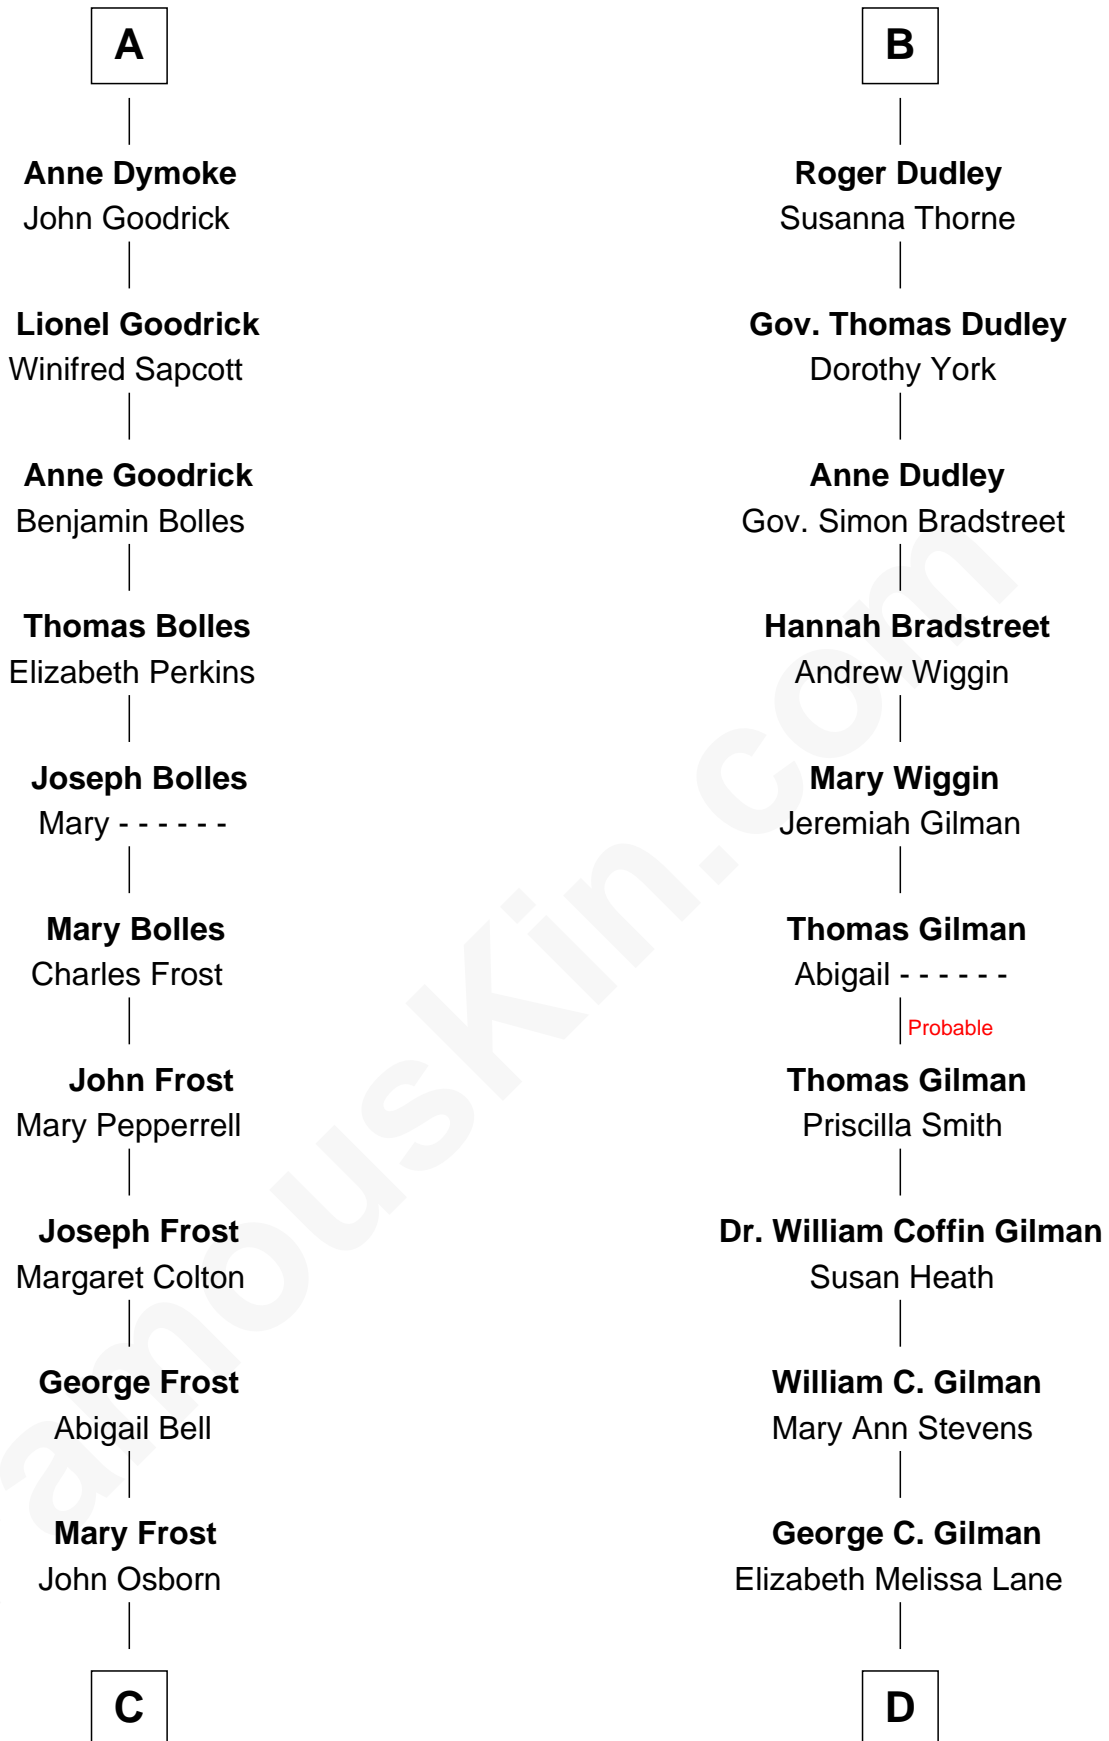 A
Anne Dymoke
John Goodrick
Lionel Goodrick
Winifred Sapcott
Anne Goodrick
Benjamin Bolles
Thomas Bolles
Elizabeth Perkins
Joseph Bolles
Mary - - - - - -
Mary Bolles
Charles Frost
John Frost
Mary Pepperrell
Joseph Frost
Margaret Colton
George Frost
Abigail Bell
Mary Frost
John Osborn
C
B
Roger Dudley
Susanna Thorne
Gov. Thomas Dudley
Dorothy York
Anne Dudley
Gov. Simon Bradstreet
Hannah Bradstreet
Andrew Wiggin
Mary Wiggin
Jeremiah Gilman
Thomas Gilman
Abigail - - - - - -
Probable
Thomas Gilman
Priscilla Smith
Dr. William Coffin Gilman
Susan Heath
William C. Gilman
Mary Ann Stevens
George C. Gilman
Elizabeth Melissa Lane
D
amousKin.com